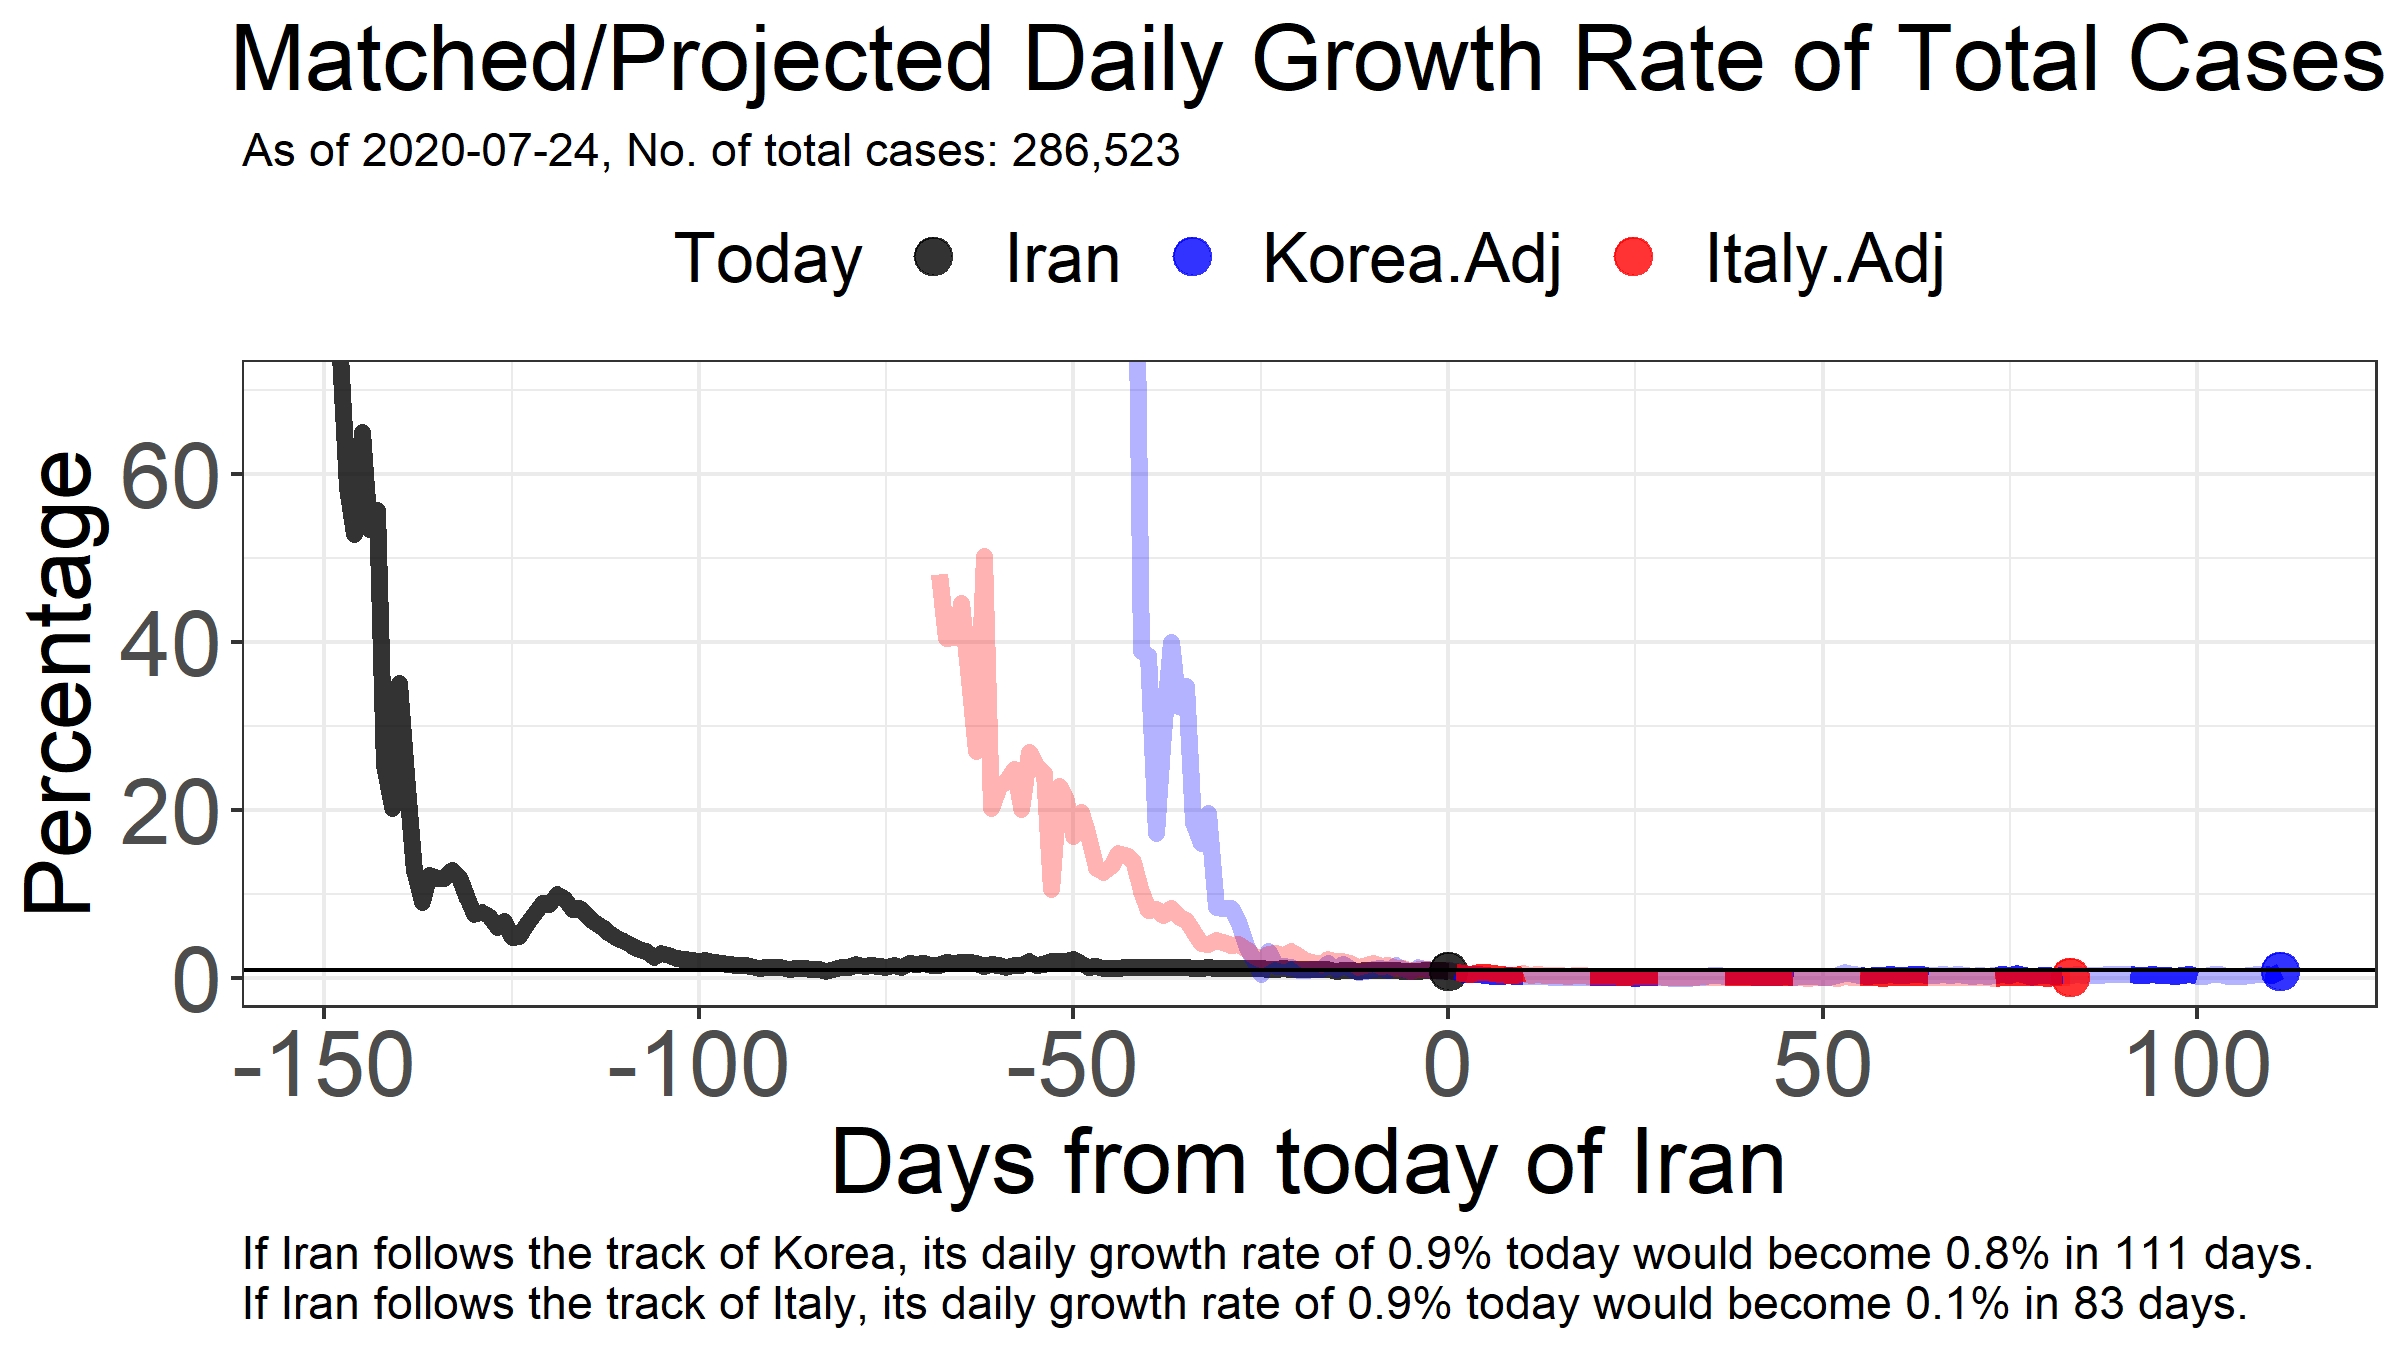 Matched/Projected Daily Growth Rate of Total Cases
As of 2020-07-24, No. of total cases: 286,523
Today Iran Korea.Adj Italy.Adj
Percentage
60
40
20
0
-150 -100 -50 0 50 100
Days from today of Iran
If Iran follows the track of Korea, its daily growth rate of 0.9% today would become 0.8% in 111 days.
If Iran follows the track of Italy, its daily growth rate of 0.9% today would become 0.1% in 83 days.